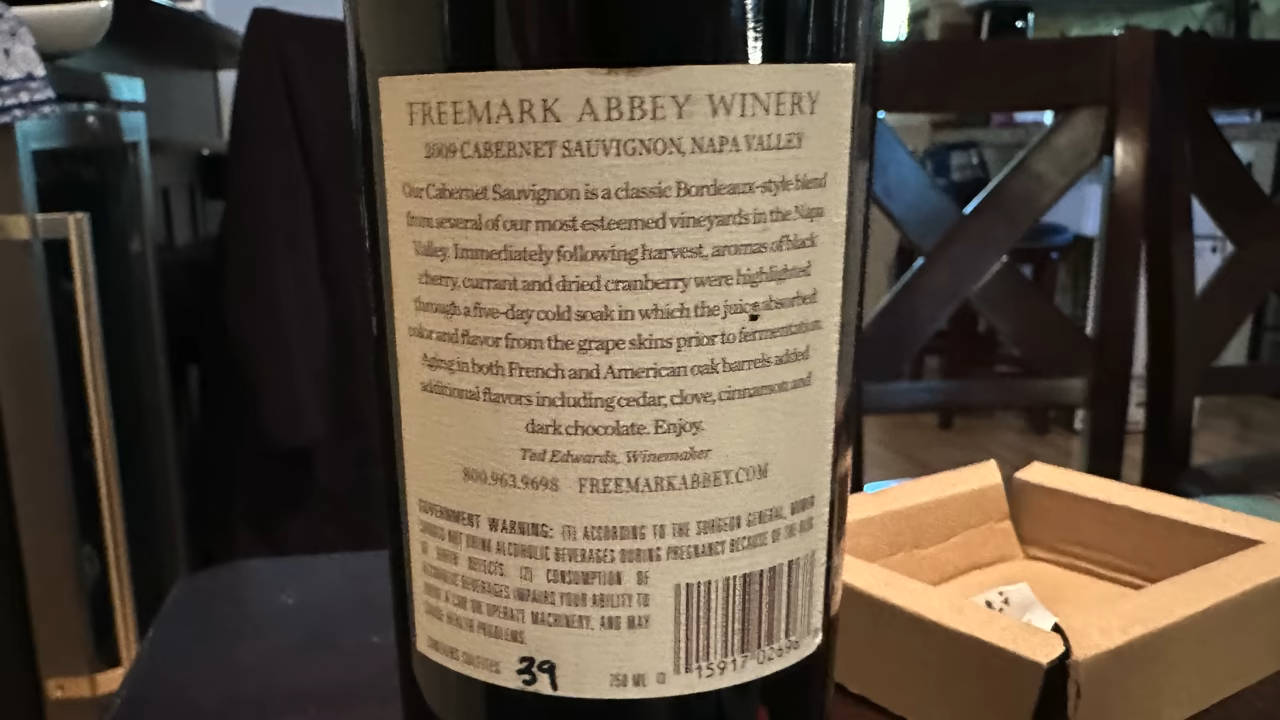 FREEMARK ABBEY WINERY
2009 CABERNET SAUVIGNON, NAPA VALLEY
Our Cabernet Sauvignon is a classic Bordeaux-style blend
from several of our most esteemed vineyards in the Napa
Valley. Immediately following harvest, aromas of black
cherry, currant and dried cranberry were highlighted
through a five-day cold soak in which the juice absorbed
color and flavor from the grape skins prior to fermentation.
Aging in both French and American oak barrels added
additional flavors including cedar, clove, cinnamon and
dark chocolate. Enjoy.
Ted Edwards, Winemaker
800.963.9698 FREEMARKABBEY.COM
GOVERNMENT WARNING: (1) ACCORDING TO THE SURGEON GENERAL, WOMEN
SHOULD NOT DRINK ALCOHOLIC BEVERAGES DURING PREGNANCY BECAUSE OF THE RISK
OF BIRTH DEFECTS. (2) CONSUMPTION OF
ALCOHOLIC BEVERAGES IMPAIRS YOUR ABILITY TO
DRIVE A CAR OR OPERATE MACHINERY, AND MAY
CAUSE HEALTH PROBLEMS.
CONTAINS SULFITES 39 750 ML
15917 02696